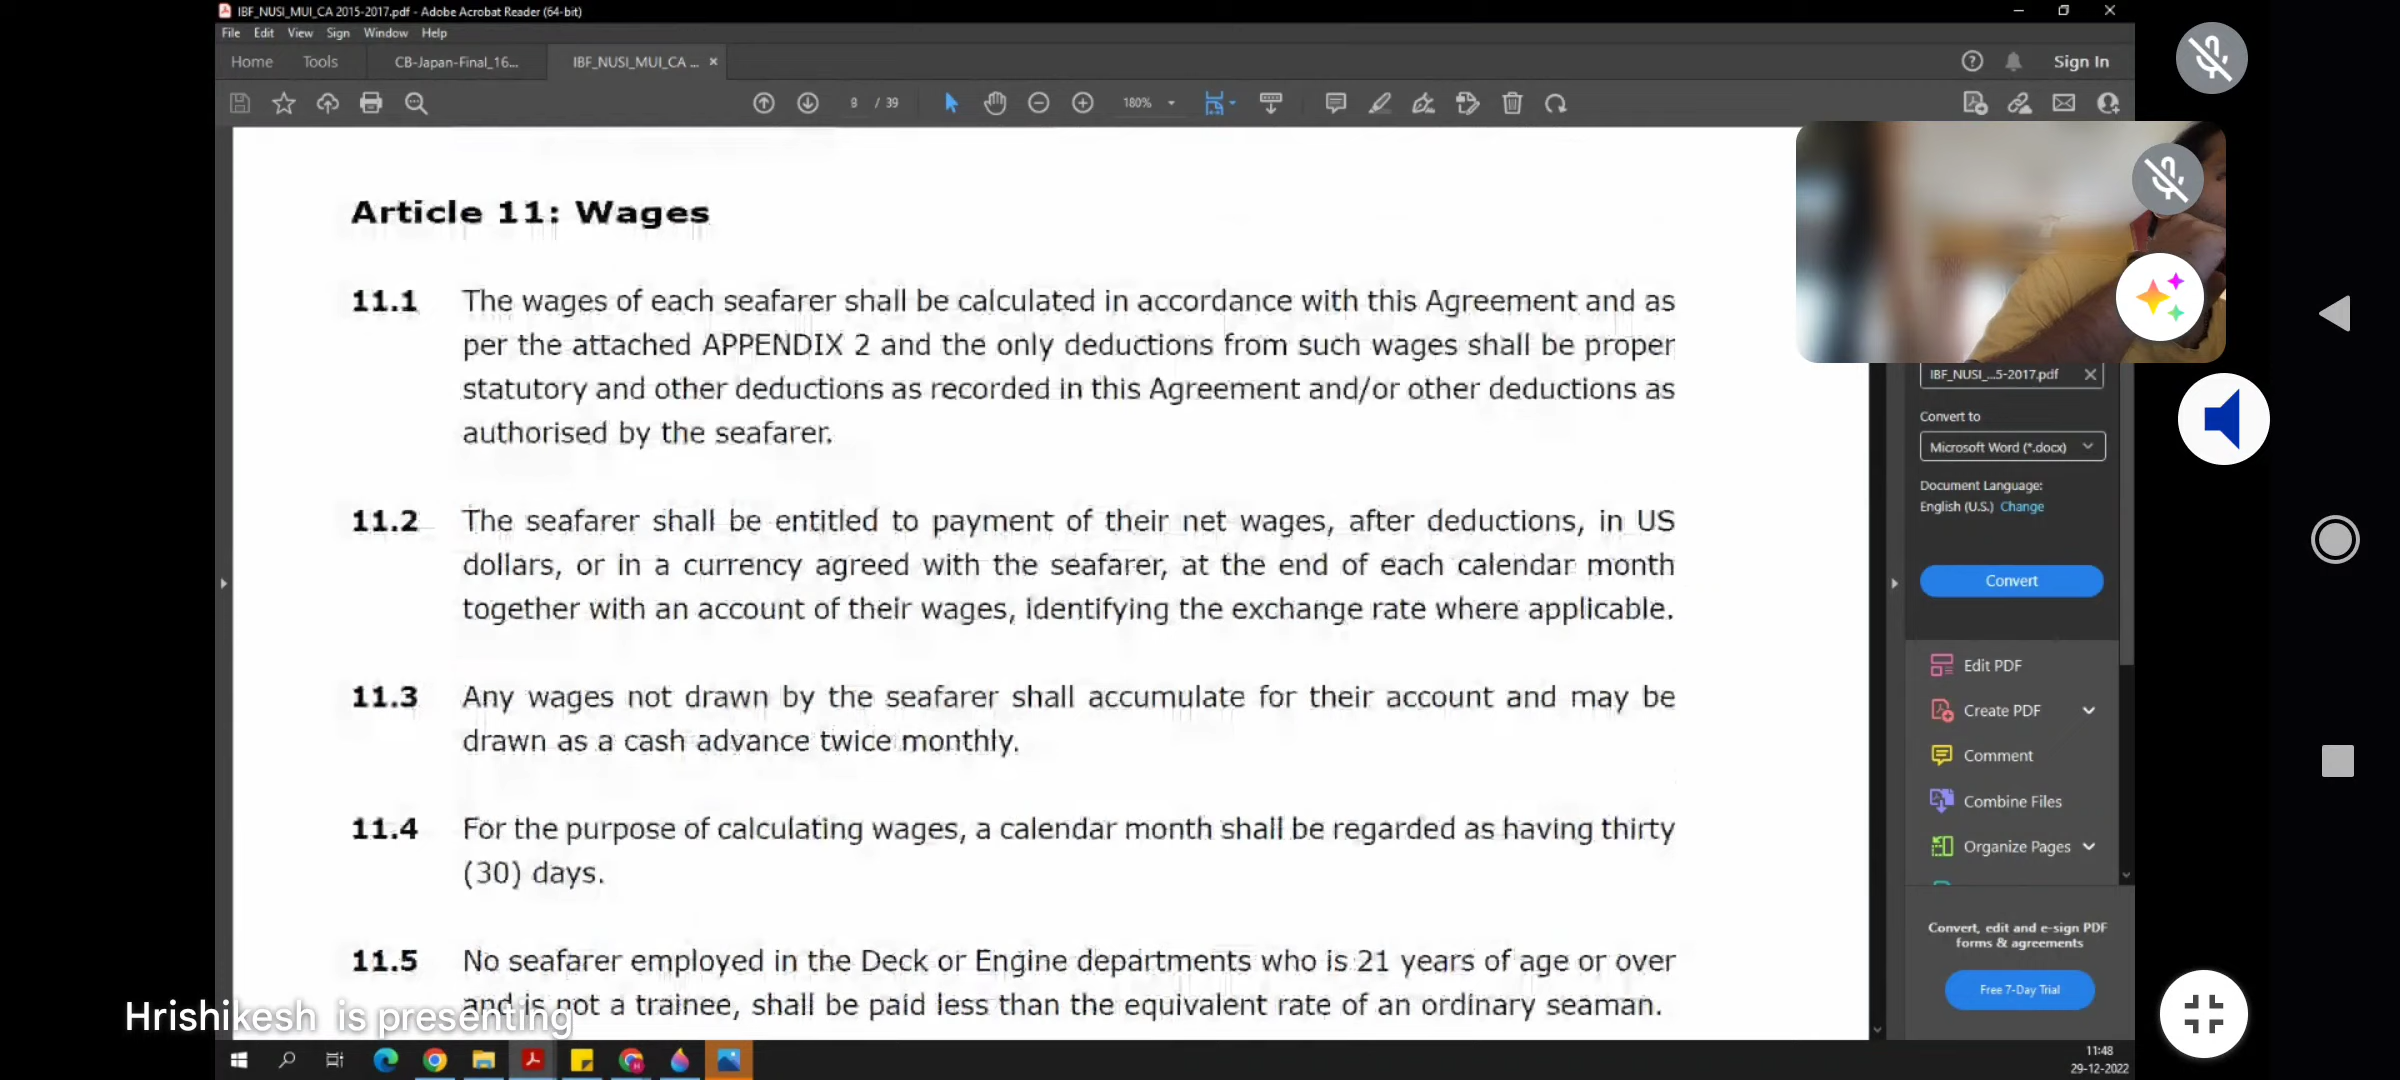 IBF_NUSI_MUI_CA 2015-2017.pdf - Adobe Acrobat Reader (64-bit)
File Edit View Sign Window Help
Home Tools CB-Japan-Final_16... IBF_NUSI_MUI_CA ... Sign In
8 / 39 180%
Article 11: Wages
11.1 The wages of each seafarer shall be calculated in accordance with this Agreement and as
per the attached APPENDIX 2 and the only deductions from such wages shall be proper
statutory and other deductions as recorded in this Agreement and/or other deductions as
authorised by the seafarer.
11.2 The seafarer shall be entitled to payment of their net wages, after deductions, in US
dollars, or in a currency agreed with the seafarer, at the end of each calendar month
together with an account of their wages, identifying the exchange rate where applicable.
11.3 Any wages not drawn by the seafarer shall accumulate for their account and may be
drawn as a cash advance twice monthly.
11.4 For the purpose of calculating wages, a calendar month shall be regarded as having thirty
(30) days.
11.5 No seafarer employed in the Deck or Engine departments who is 21 years of age or over
and is not a trainee, shall be paid less than the equivalent rate of an ordinary seaman.
IBF_NUSI_...5-2017.pdf
Convert to
Microsoft Word (*.docx)
Document Language:
English (U.S.) Change
Convert
Edit PDF
Create PDF
Comment
Combine Files
Organize Pages
Convert, edit and e-sign PDF
forms & agreements
Free 7-Day Trial
Hrishikesh is presenting
11:48
29-12-2022